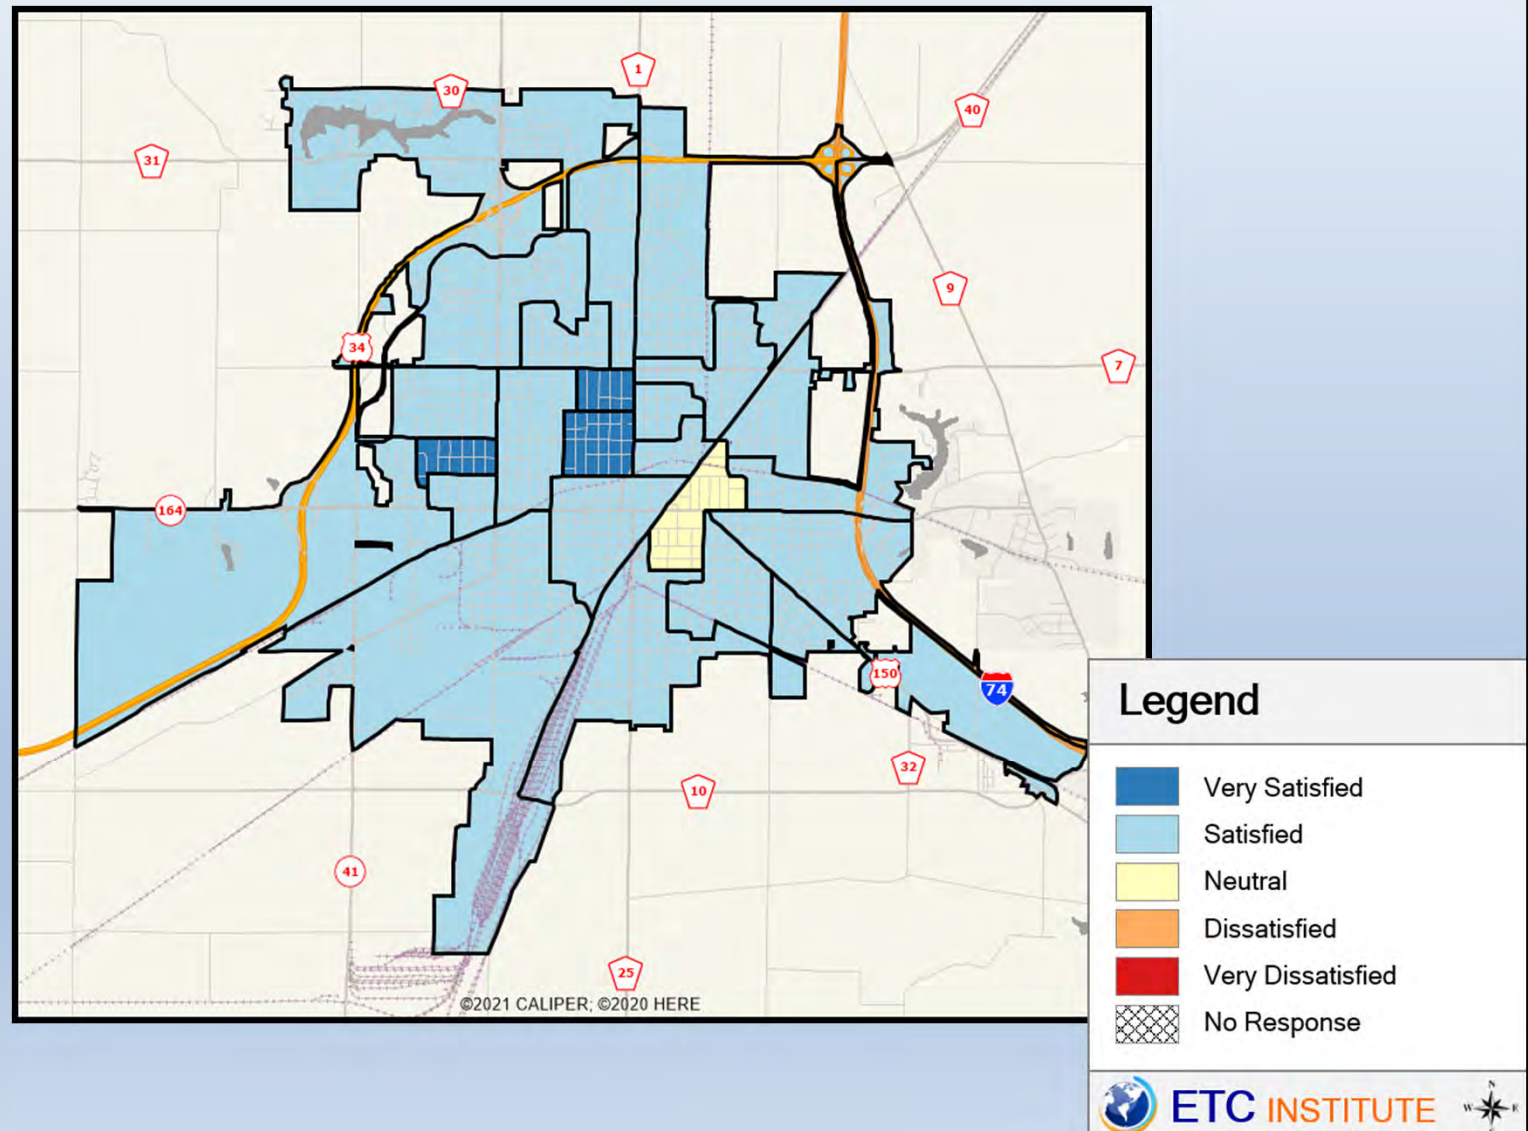 1
30
40
31
9
34
7
164
150
74
32
10
41
25
©2021 CALIPER; ©2020 HERE
Legend
Very Satisfied
Satisfied
Neutral
Dissatisfied
Very Dissatisfied
No Response
ETC INSTITUTE
N
W E
S